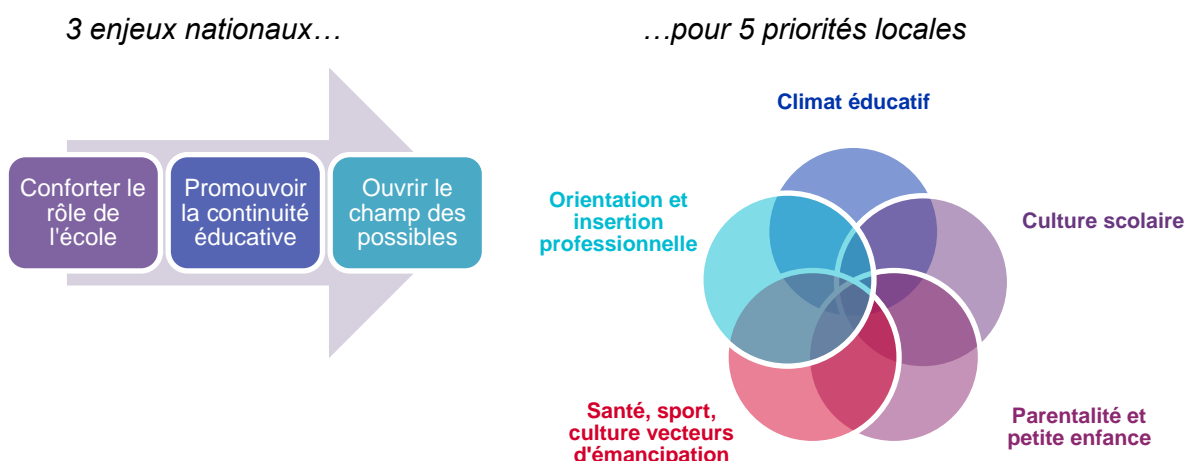 3 enjeux nationaux…
…pour 5 priorités locales
Conforter le
rôle de
l'école
Promouvoir
la continuité
éducative
Ouvrir le
champ des
possibles
Climat éducatif
Orientation et
insertion
professionnelle
Culture scolaire
Santé, sport,
culture vecteurs
d'émancipation
Parentalité et
petite enfance